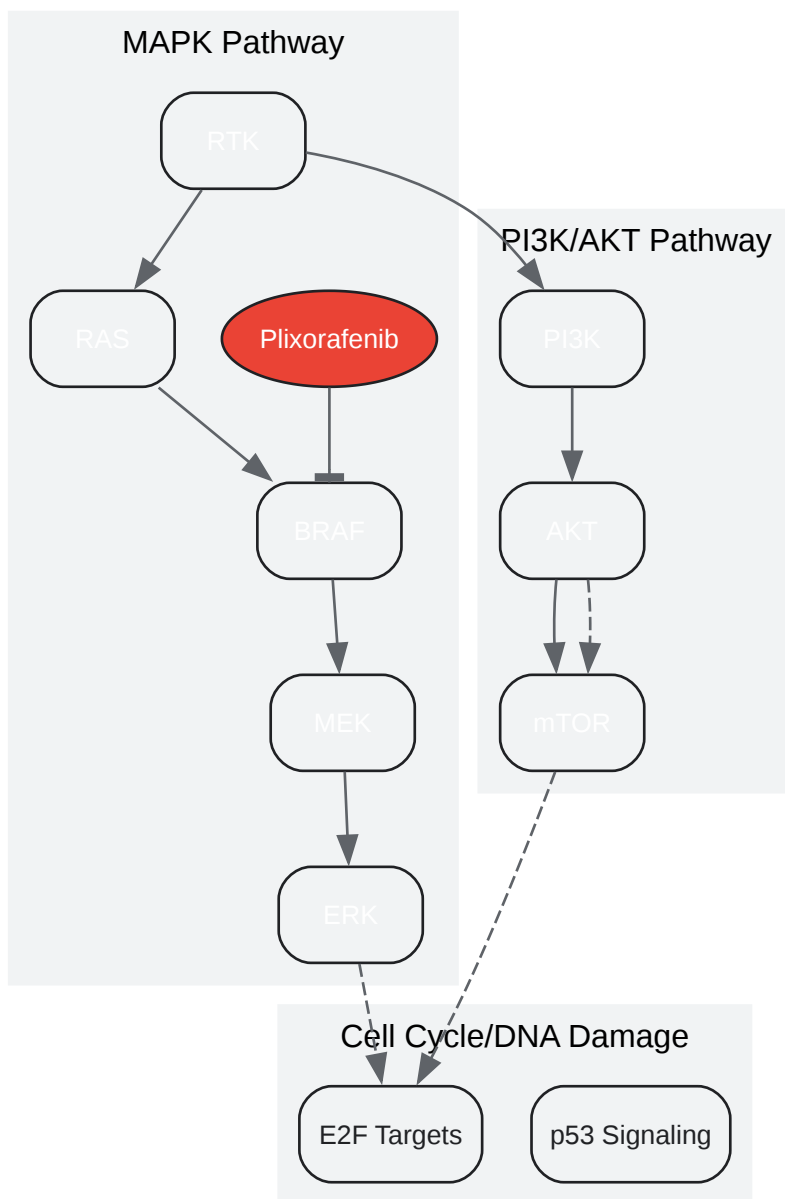 MAPK Pathway
RTK
PI3K/AKT Pathway
RAS
Plixorafenib
PI3K
BRAF
AKT
MEK
mTOR
ERK
Cell Cycle/DNA Damage
E2F Targets
p53 Signaling